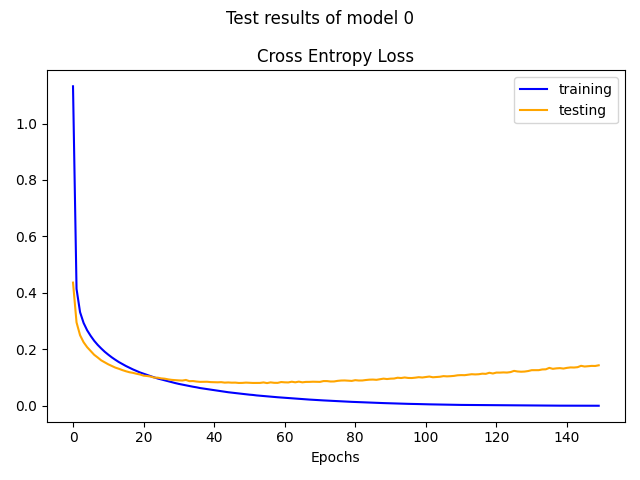 Test results of model 0
Cross Entropy Loss
training
testing
1.0
0.8
0.6
0.4
0.2
0.0
0 20 40 60 80 100 120 140
Epochs